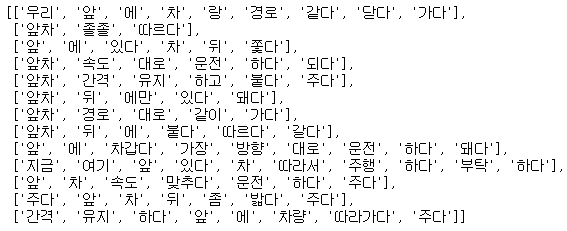 [['우리', '앞', '에', '차', '랑', '경로', '같다', '닫다', '가다'],
['앞차', '졸졸', '따르다'],
['앞', '에', '있다', '차', '뒤', '쫓다'],
['앞차', '속도', '대로', '운전', '하다', '되다'],
['앞차', '간격', '유지', '하고', '붙다', '주다'],
['앞차', '뒤', '에만', '있다', '돼다'],
['앞차', '경로', '대로', '같이', '가다'],
['앞차', '뒤', '에', '붙다', '따르다', '갈다'],
['앞', '에', '차갑다', '가장', '방향', '대로', '운전', '하다', '돼다'],
['지금', '여기', '앞', '있다', '차', '따라서', '주행', '하다', '부탁', '하다'],
['앞', '차', '속도', '맞추다', '운전', '하다', '주다'],
['주다', '앞', '차', '뒤', '좀', '밟다', '주다'],
['간격', '유지', '하다', '앞', '에', '차량', '따라가다', '주다']]